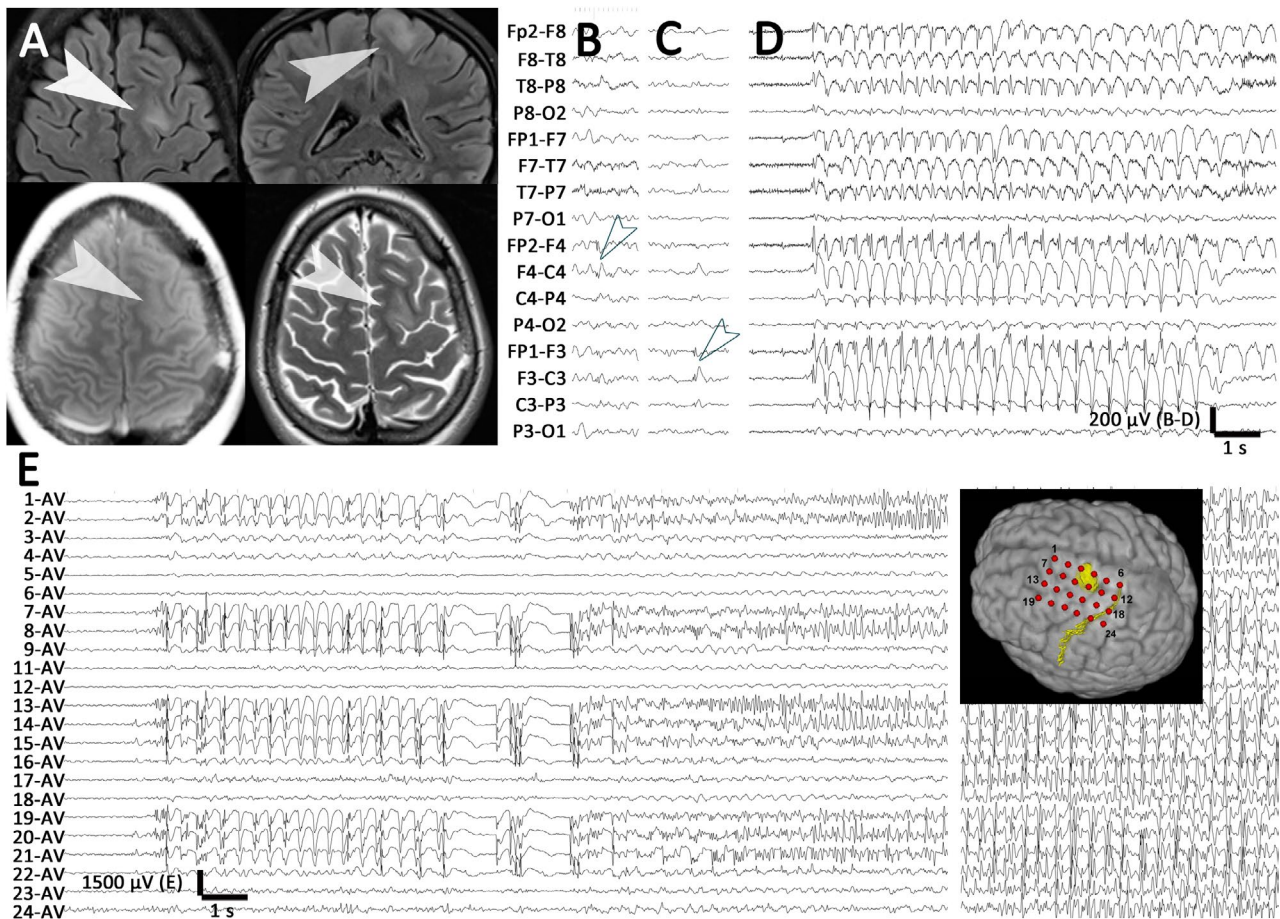 A
B
C
D
Fp2-F8
F8-T8
T8-P8
P8-O2
FP1-F7
F7-T7
T7-P7
P7-O1
FP2-F4
F4-C4
C4-P4
P4-O2
FP1-F3
F3-C3
C3-P3
P3-O1
200 µV (B-D)
1 s
E
1-AV
2-AV
3-AV
4-AV
5-AV
6-AV
7-AV
8-AV
9-AV
11-AV
12-AV
13-AV
14-AV
15-AV
16-AV
17-AV
18-AV
19-AV
20-AV
21-AV
22-AV
23-AV
24-AV
1500 µV (E)
1 s
1
7
13
19
6
12
18
24